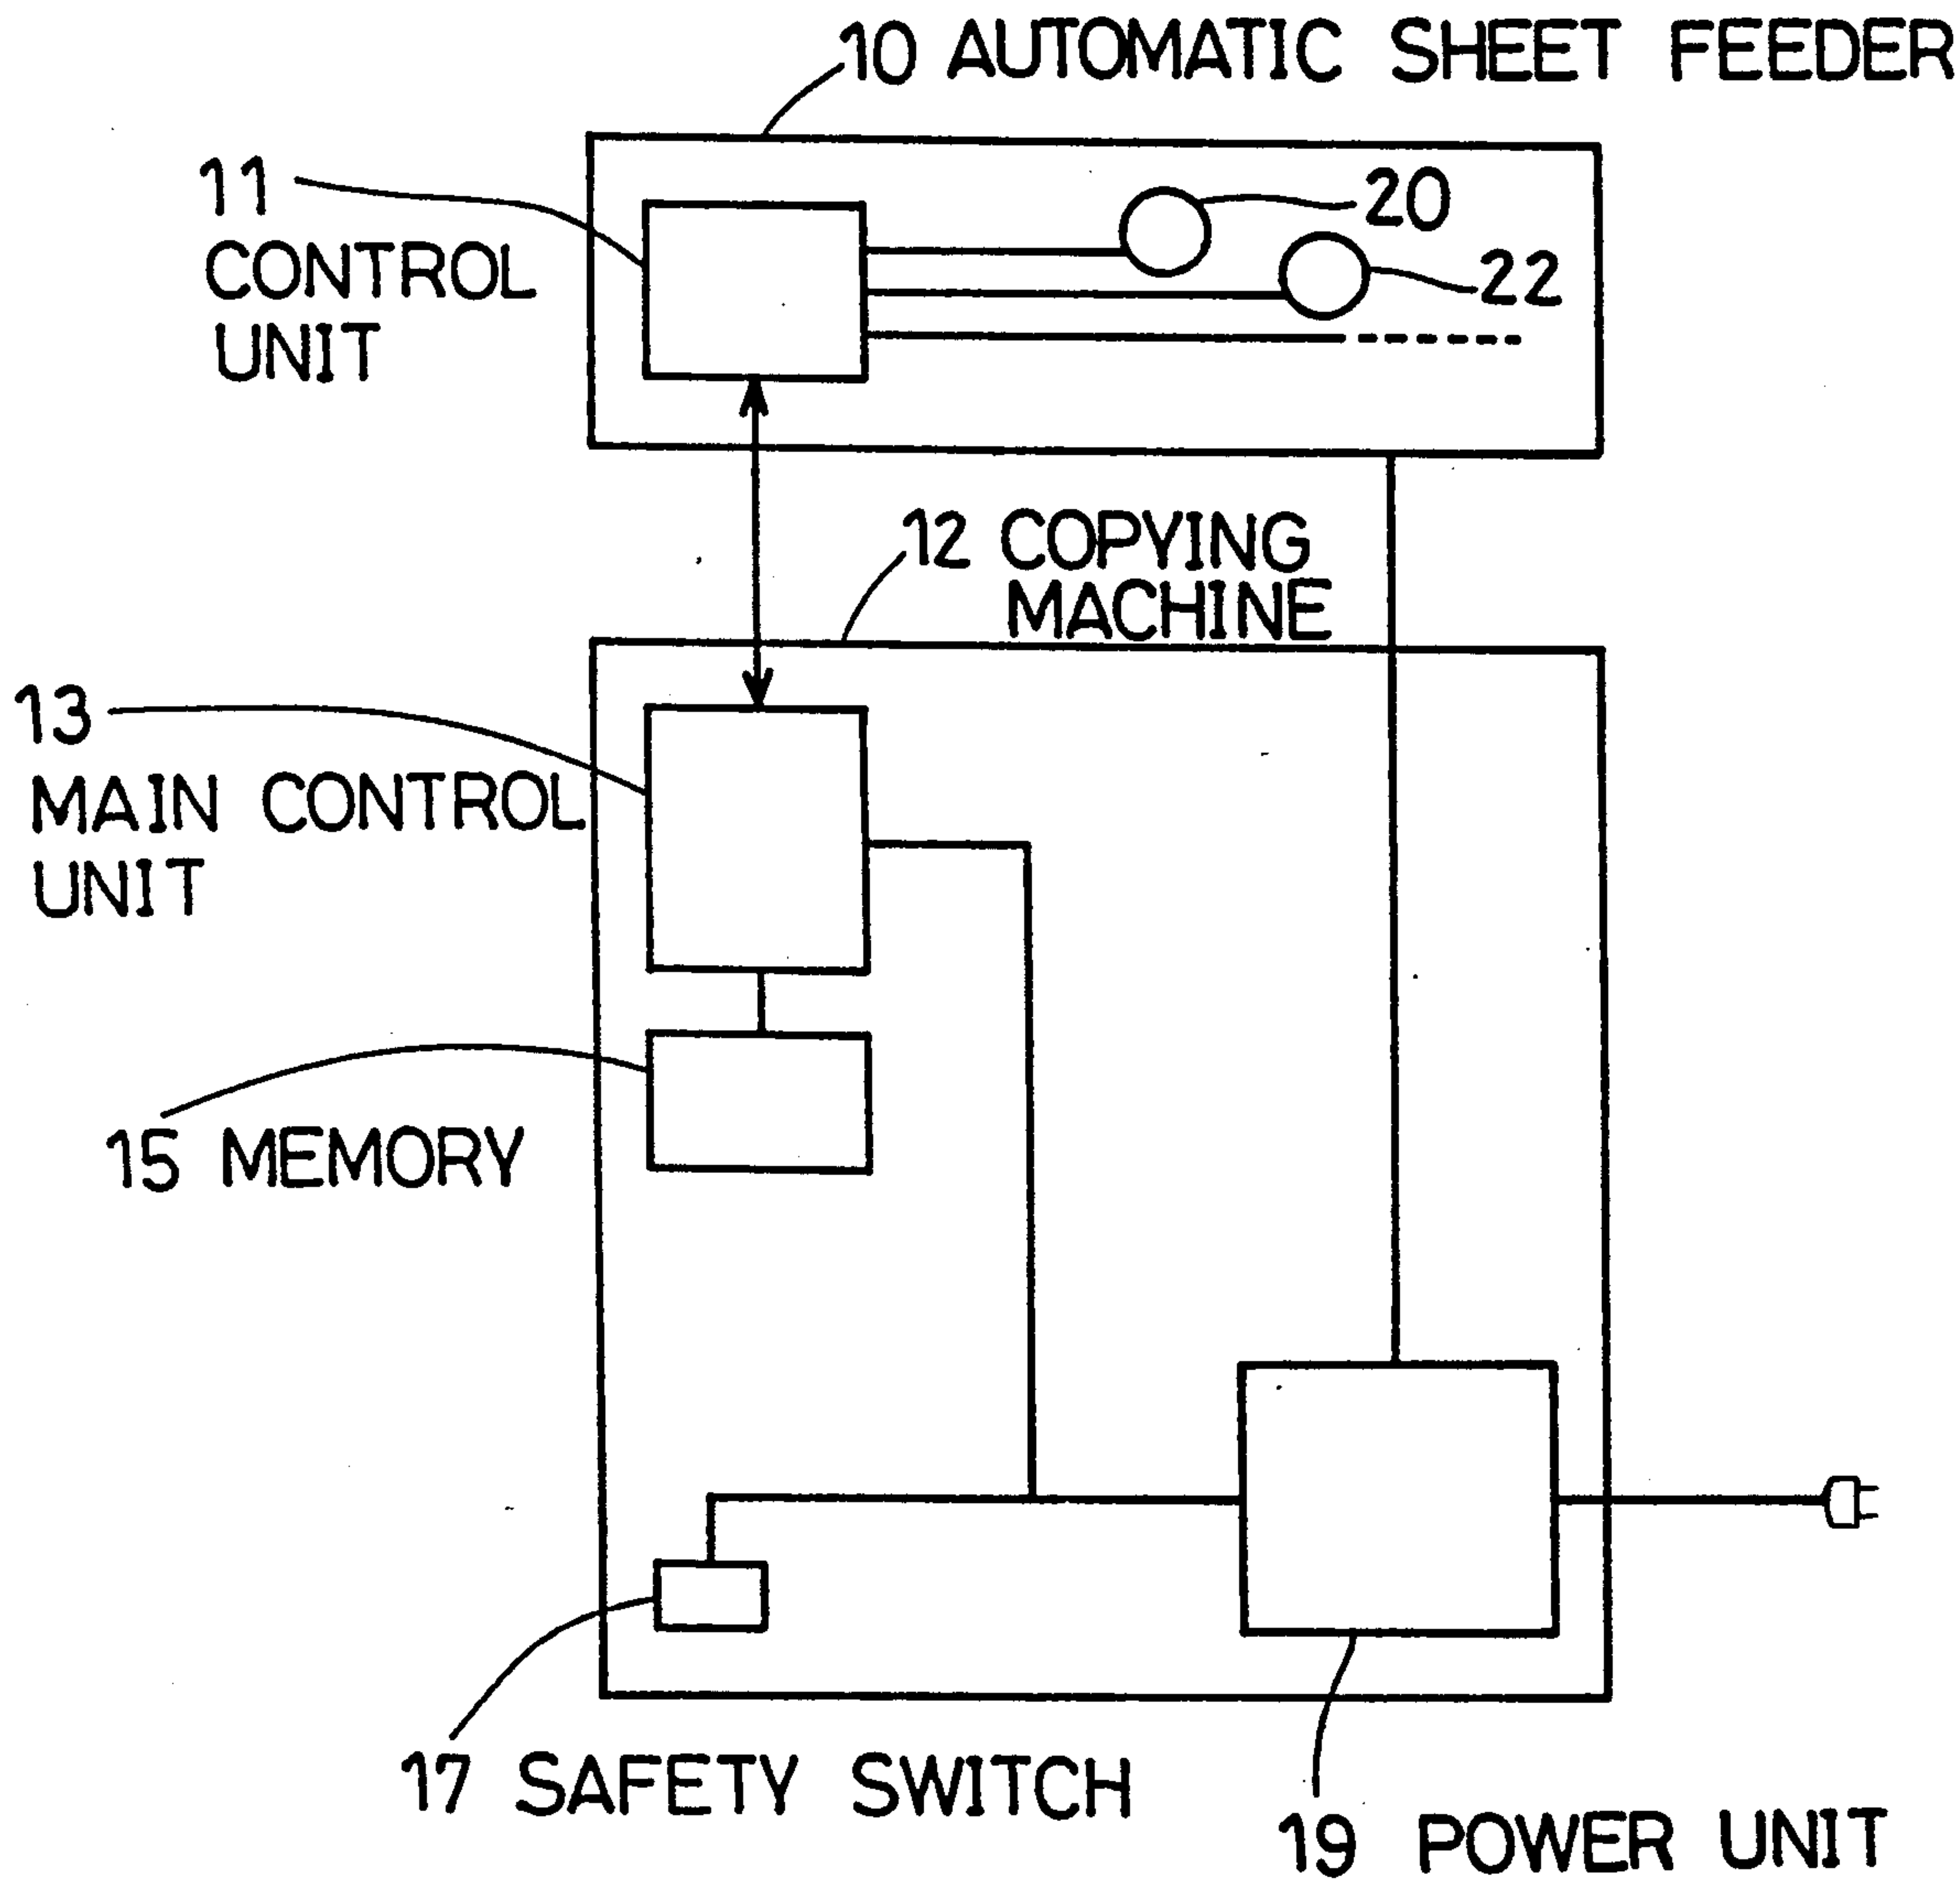 10 AUTOMATIC SHEET FEEDER
11
CONTROL
UNIT
20
22
12 COPYING
MACHINE
13
MAIN CONTROL
UNIT
15 MEMORY
17 SAFETY SWITCH
19 POWER UNIT